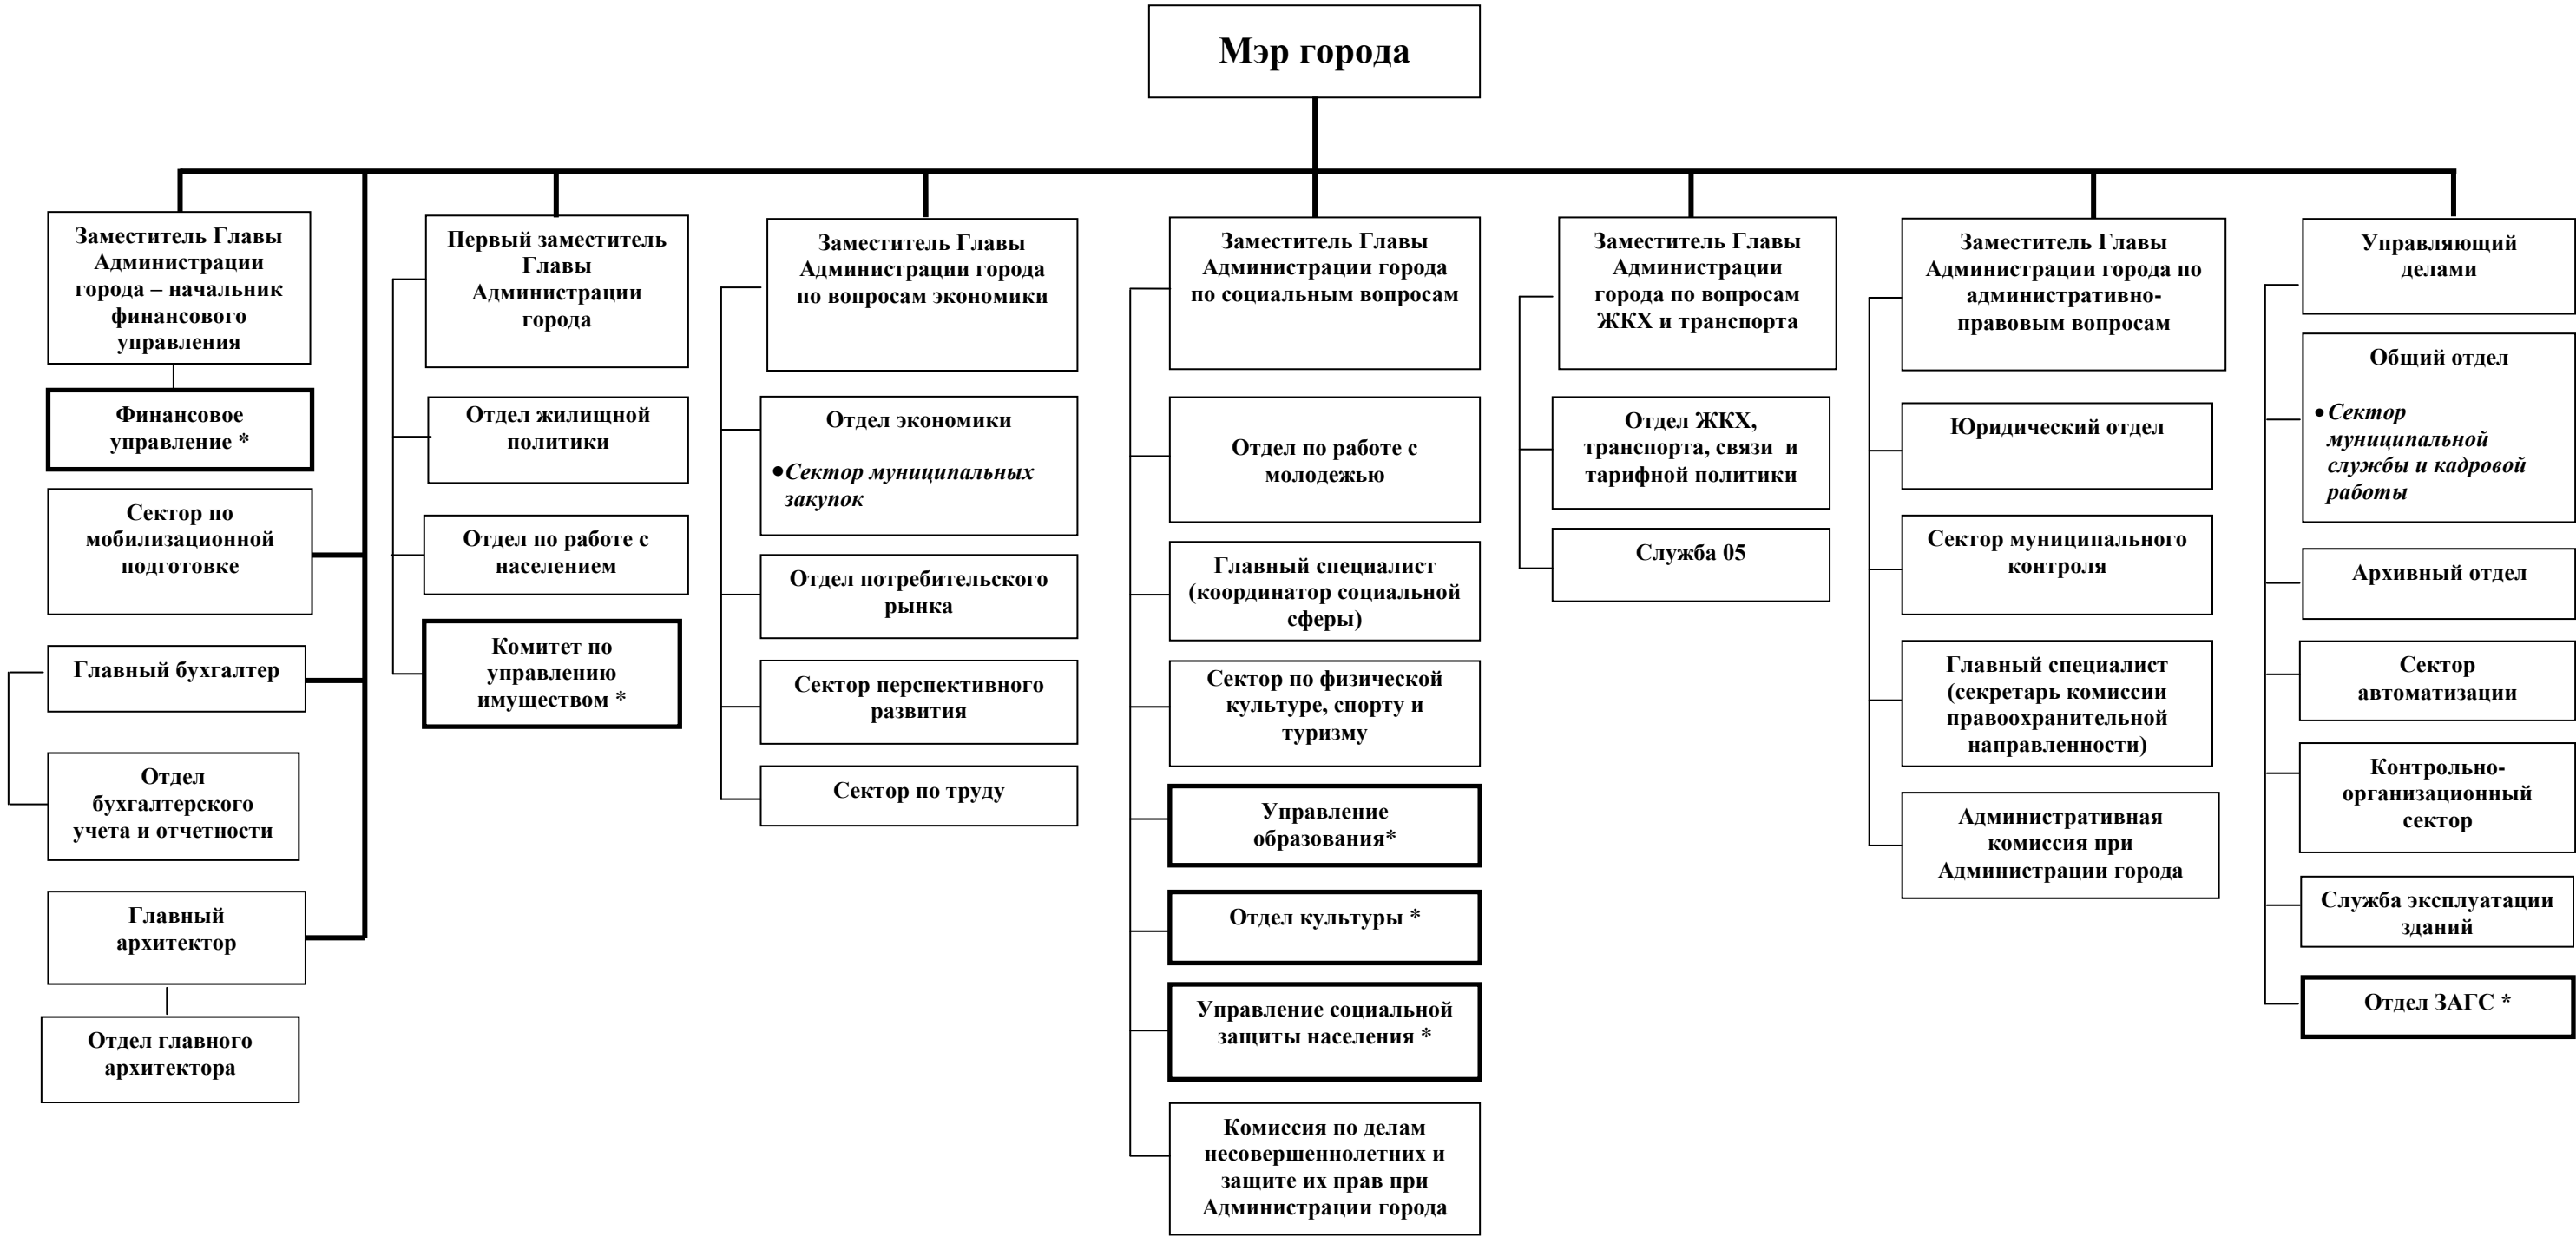 Мэр города
Заместитель Главы
Администрации
города – начальник
финансового
управления
Финансовое
управление *
Сектор по
мобилизационной
подготовке
Главный бухгалтер
Отдел
бухгалтерского
учета и отчетности
Главный
архитектор
Отдел главного
архитектора
Первый заместитель
Главы
Администрации
города
Отдел жилищной
политики
Отдел по работе с
населением
Комитет по
управлению
имуществом *
Заместитель Главы
Администрации города
по вопросам экономики
Отдел экономики
•Сектор муниципальных
закупок
Отдел потребительского
рынка
Сектор перспективного
развития
Сектор по труду
Заместитель Главы
Администрации города
по социальным вопросам
Отдел по работе с
молодежью
Главный специалист
(координатор социальной
сферы)
Сектор по физической
культуре, спорту и
туризму
Управление
образования*
Отдел культуры *
Управление социальной
защиты населения *
Комиссия по делам
несовершеннолетних и
защите их прав при
Администрации города
Заместитель Главы
Администрации
города по вопросам
ЖКХ и транспорта
Отдел ЖКХ,
транспорта, связи и
тарифной политики
Служба 05
Заместитель Главы
Администрации города по
административно-
правовым вопросам
Юридический отдел
Сектор муниципального
контроля
Главный специалист
(секретарь комиссии
правоохранительной
направленности)
Административная
комиссия при
Администрации города
Управляющий
делами
Общий отдел
• Сектор
муниципальной
службы и кадровой
работы
Архивный отдел
Сектор
автоматизации
Контрольно-
организационный
сектор
Служба эксплуатации
зданий
Отдел ЗАГС *